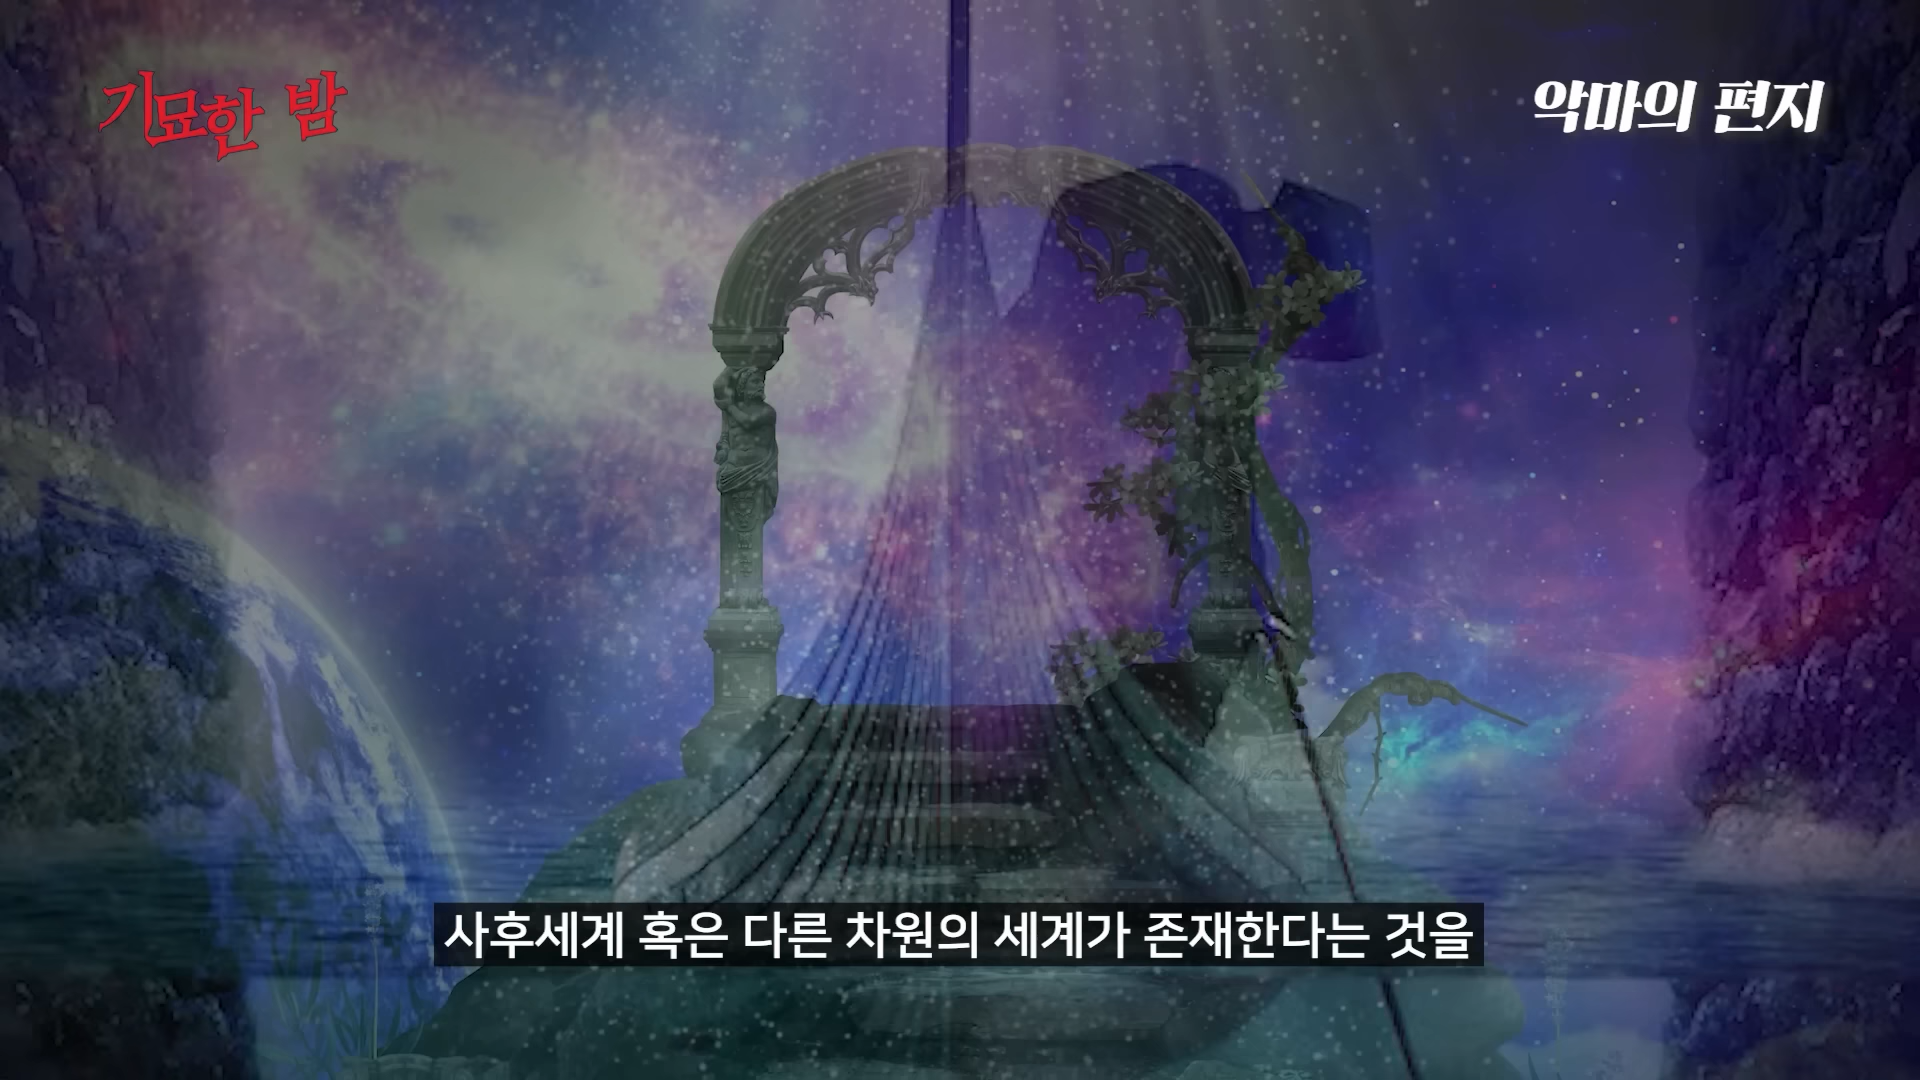 기묘한 밤
악마의 편지
사후세계 혹은 다른 차원의 세계가 존재한다는 것을